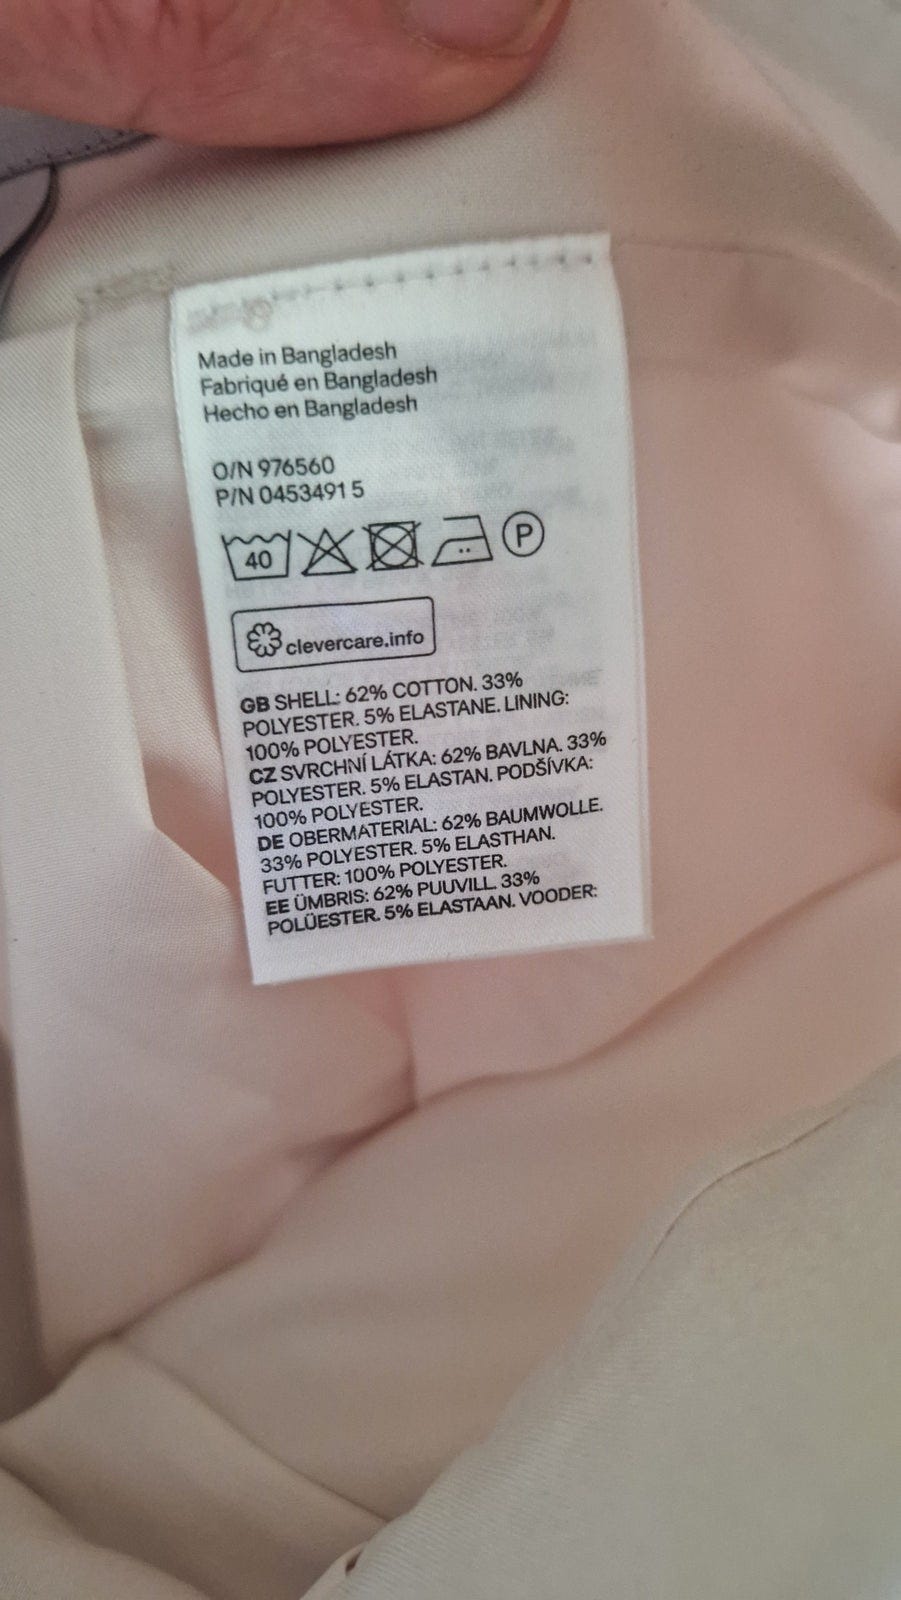 Made in Bangladesh
Fabriqué en Bangladesh
Hecho en Bangladesh
O/N 976560
P/N 04534915
40 P
clevercare.info
GB SHELL: 62% COTTON. 33%
POLYESTER. 5% ELASTANE. LINING:
100% POLYESTER.
CZ SVRCHNÍ LÁTKA: 62% BAVLNA. 33%
POLYESTER. 5% ELASTAN. PODŠÍVKA:
100% POLYESTER.
DE OBERMATERIAL: 62% BAUMWOLLE.
33% POLYESTER. 5% ELASTHAN.
FUTTER: 100% POLYESTER.
EE ÜMBRIS: 62% PUUVILL. 33%
POLÜESTER. 5% ELASTAAN. VOODER: